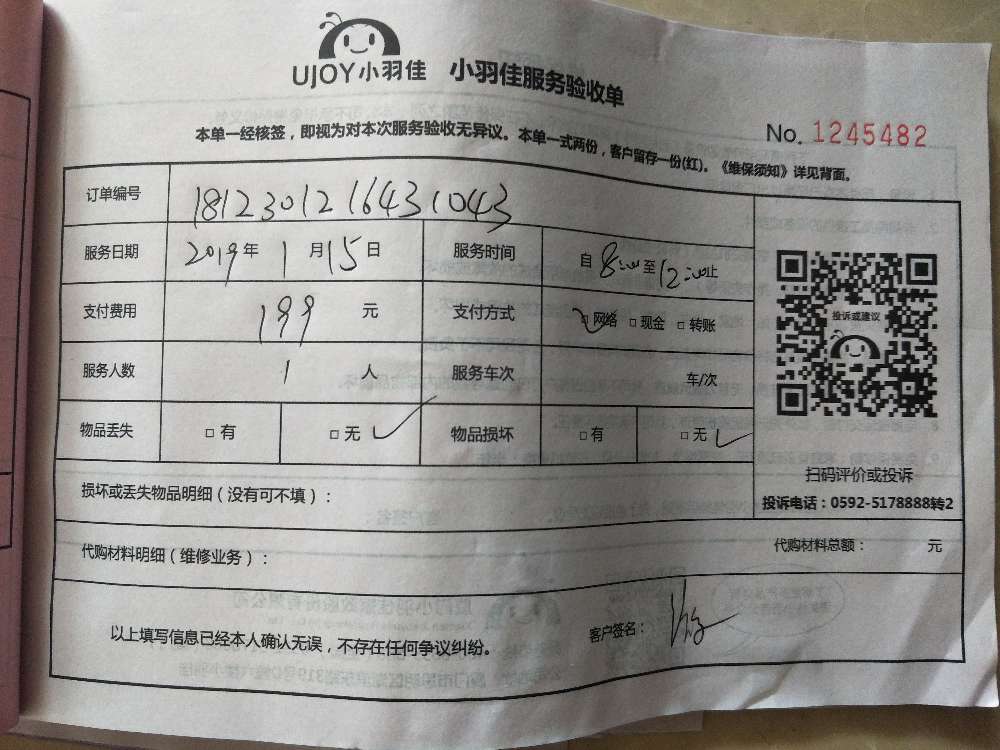 UJOY小羽佳 小羽佳服务验收单
本单一经核签，即视为对本次服务验收无异议。本单一式两份，客户留存一份(红)。《维保须知》详见背面。
No. 1245482
订单编号 1812301216431043
服务日期 2019年1月15日 服务时间 自8:00至12:00止
支付费用 199 元 支付方式 □网络 □现金 □转账
服务人数 1 人 服务车次 车/次
物品丢失 □有 □无 ✓ 物品损坏 □有 □无 ✓
投诉或建议
扫码评价或投诉
投诉电话：0592-5178888转2
损坏或丢失物品明细（没有可不填）：
代购材料明细（维修业务）： 代购材料总额： 元
以上填写信息已经本人确认无误，不存在任何争议纠纷。 客户签名：